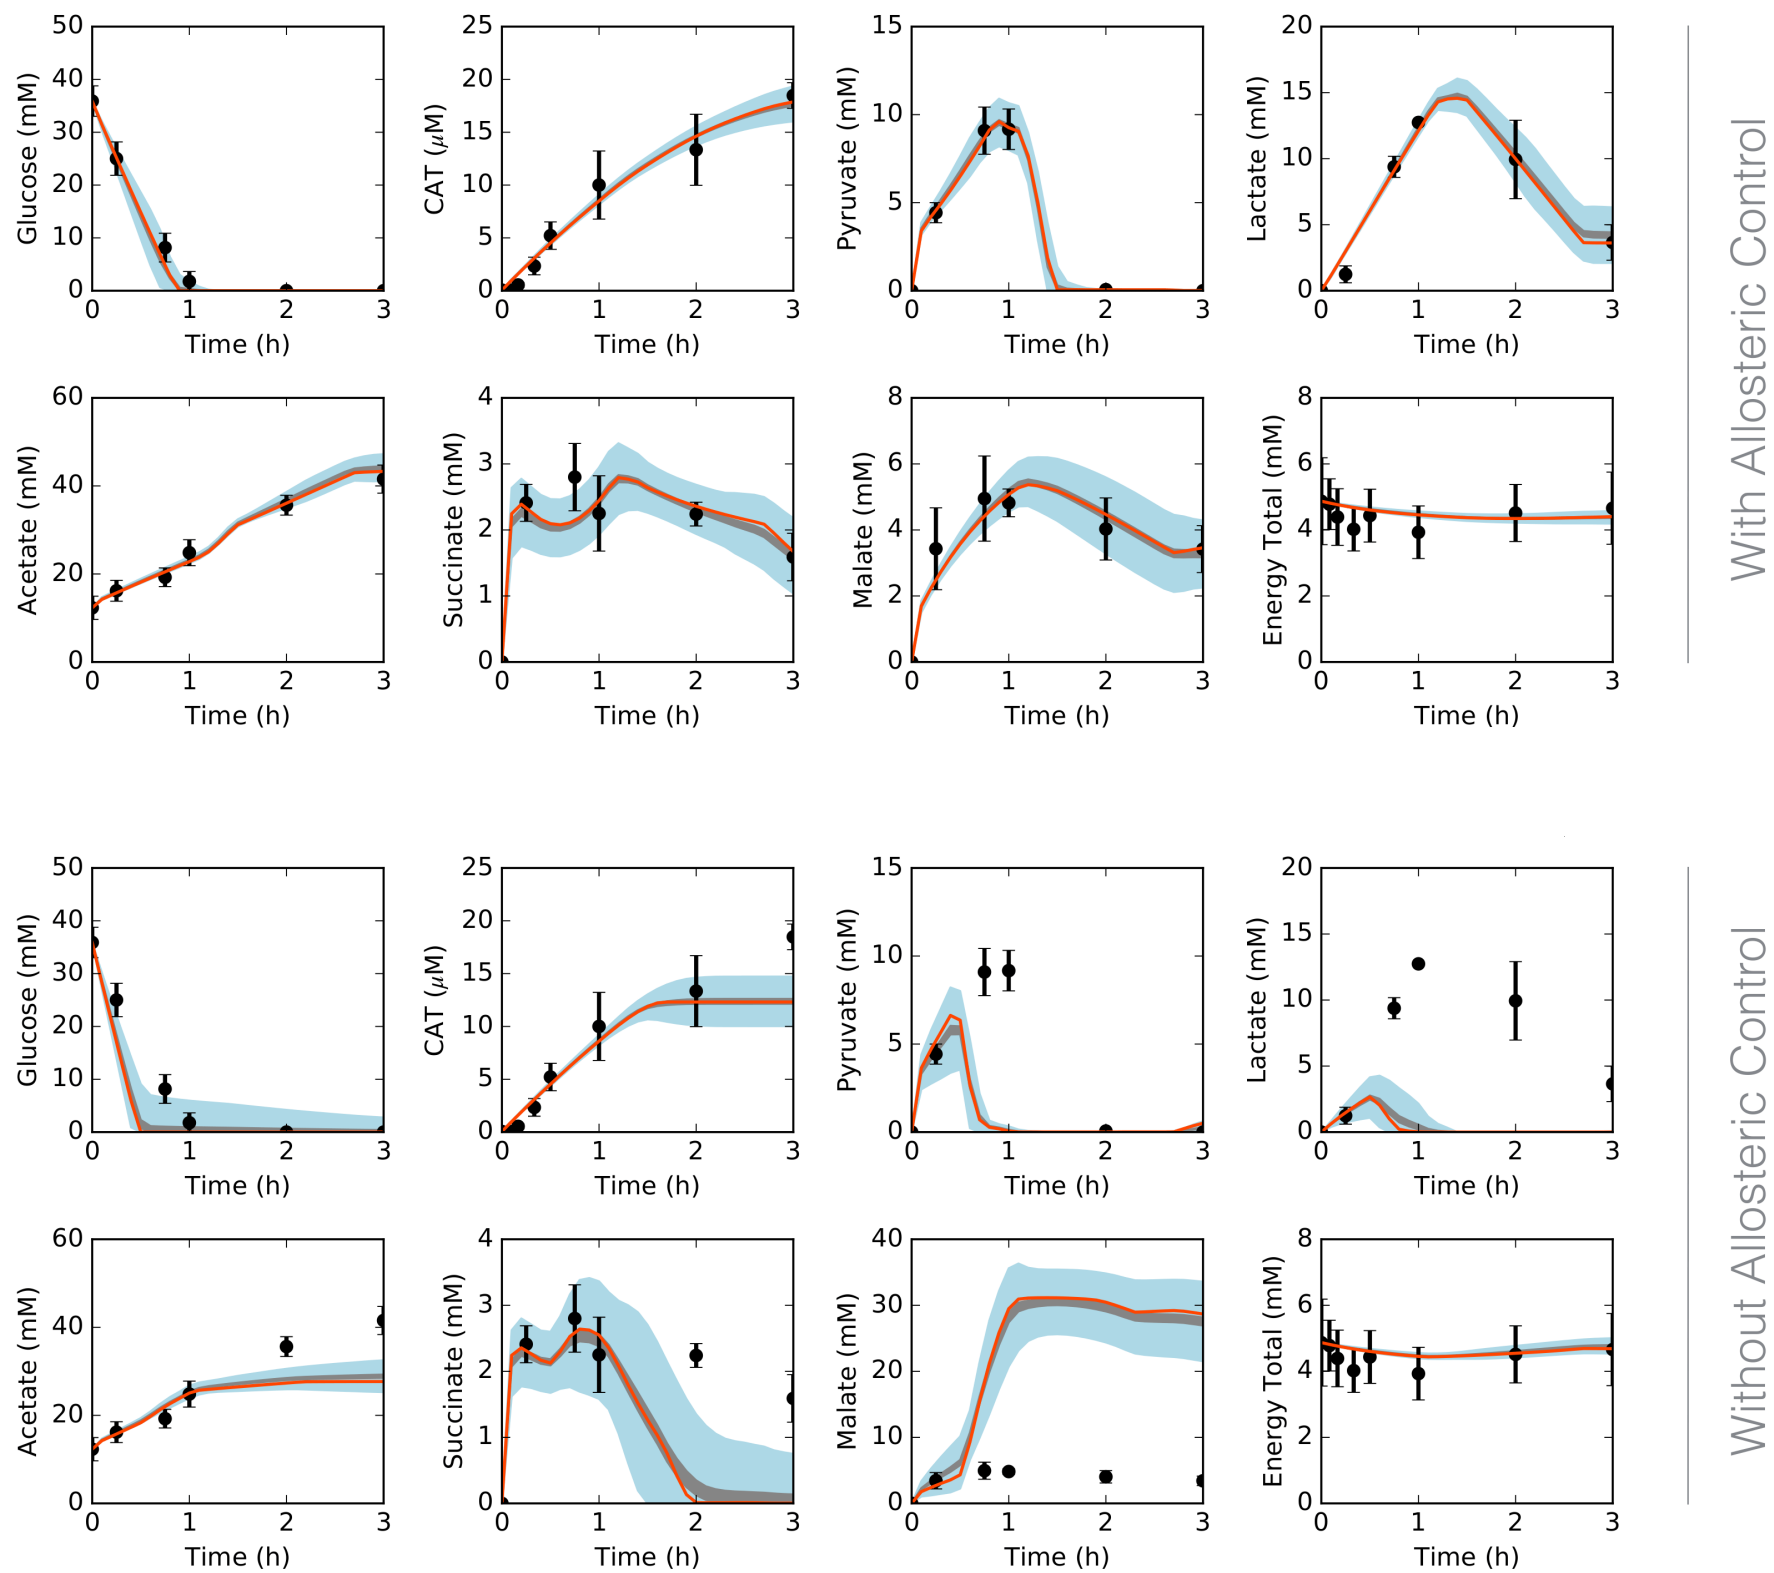 50
40
30
20
10
0
Glucose (mM)
0 1 2 3
Time (h)
25
20
15
10
5
0
CAT (μM)
0 1 2 3
Time (h)
15
10
5
0
Pyruvate (mM)
0 1 2 3
Time (h)
20
15
10
5
0
Lactate (mM)
0 1 2 3
Time (h)
60
40
20
0
Acetate (mM)
0 1 2 3
Time (h)
4
3
2
1
0
Succinate (mM)
0 1 2 3
Time (h)
8
6
4
2
0
Malate (mM)
0 1 2 3
Time (h)
8
6
4
2
0
Energy Total (mM)
0 1 2 3
Time (h)
With Allosteric Control
50
40
30
20
10
0
Glucose (mM)
0 1 2 3
Time (h)
25
20
15
10
5
0
CAT (μM)
0 1 2 3
Time (h)
15
10
5
0
Pyruvate (mM)
0 1 2 3
Time (h)
20
15
10
5
0
Lactate (mM)
0 1 2 3
Time (h)
60
40
20
0
Acetate (mM)
0 1 2 3
Time (h)
4
3
2
1
0
Succinate (mM)
0 1 2 3
Time (h)
40
30
20
10
0
Malate (mM)
0 1 2 3
Time (h)
8
6
4
2
0
Energy Total (mM)
0 1 2 3
Time (h)
Without Allosteric Control